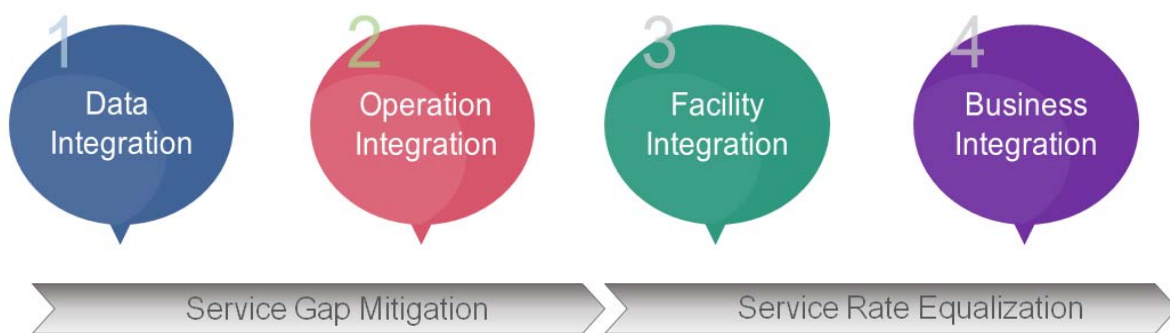 1
Data
Integration
2
Operation
Integration
3
Facility
Integration
4
Business
Integration
Service Gap Mitigation
Service Rate Equalization